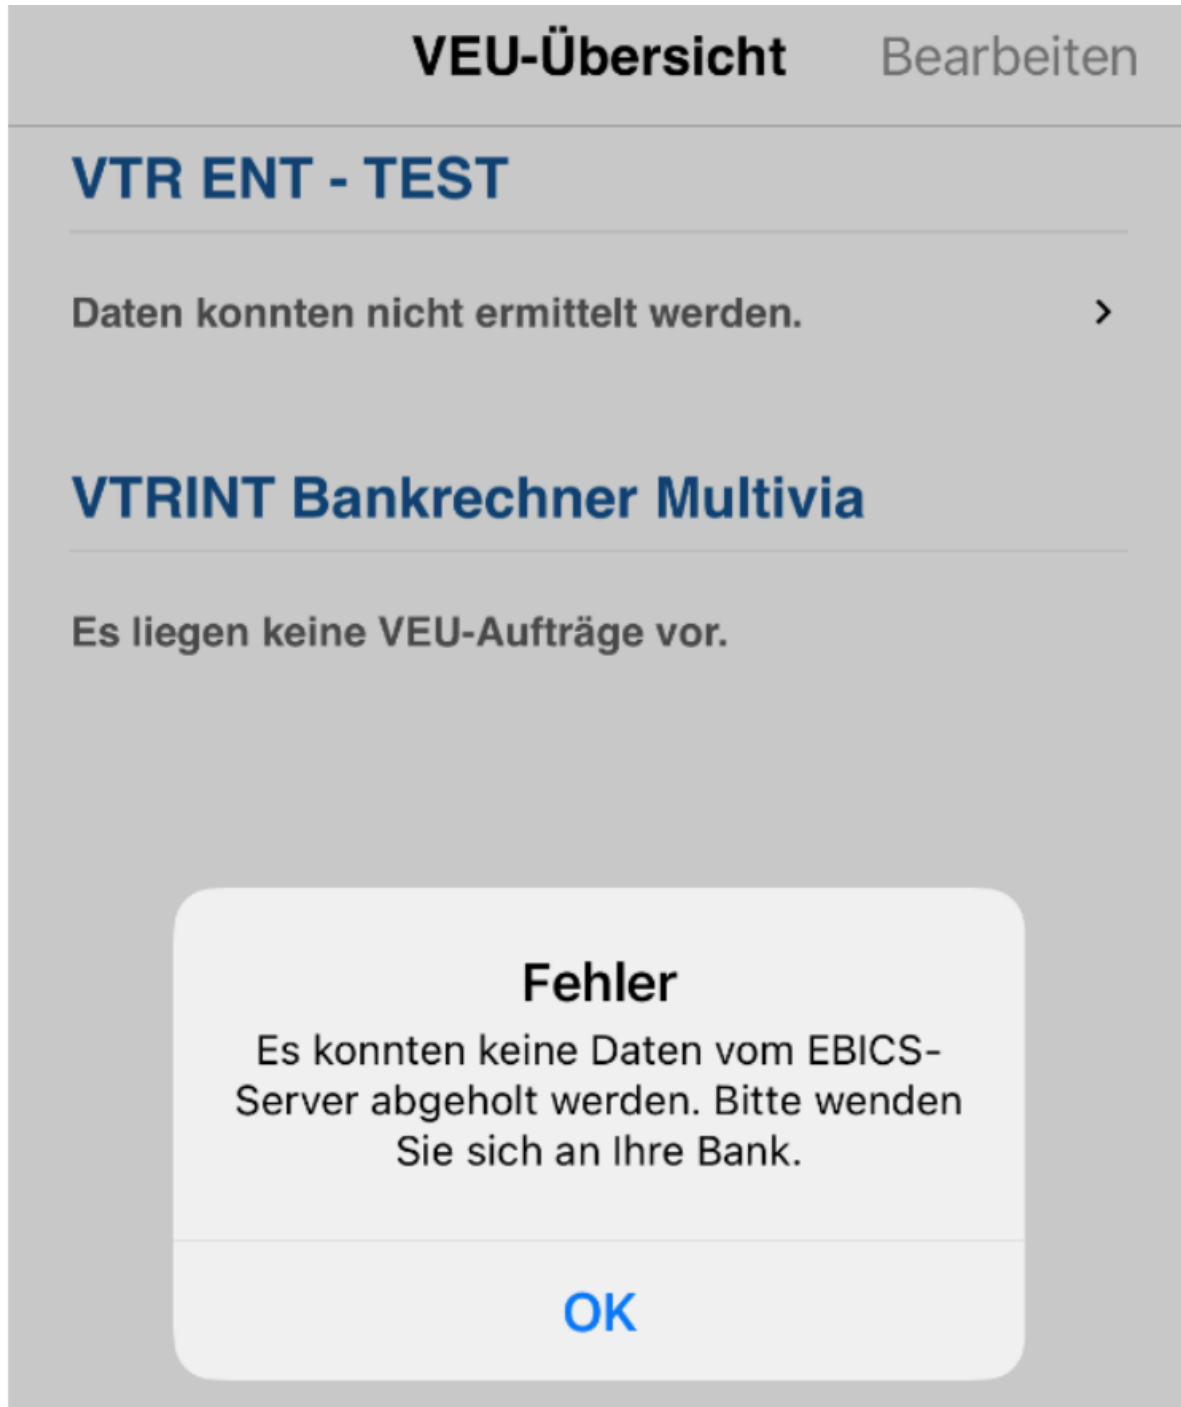 VEU-Übersicht Bearbeiten
VTR ENT - TEST
Daten konnten nicht ermittelt werden.
VTRINT Bankrechner Multivia
Es liegen keine VEU-Aufträge vor.
Fehler
Es konnten keine Daten vom EBICS-
Server abgeholt werden. Bitte wenden
Sie sich an Ihre Bank.
OK